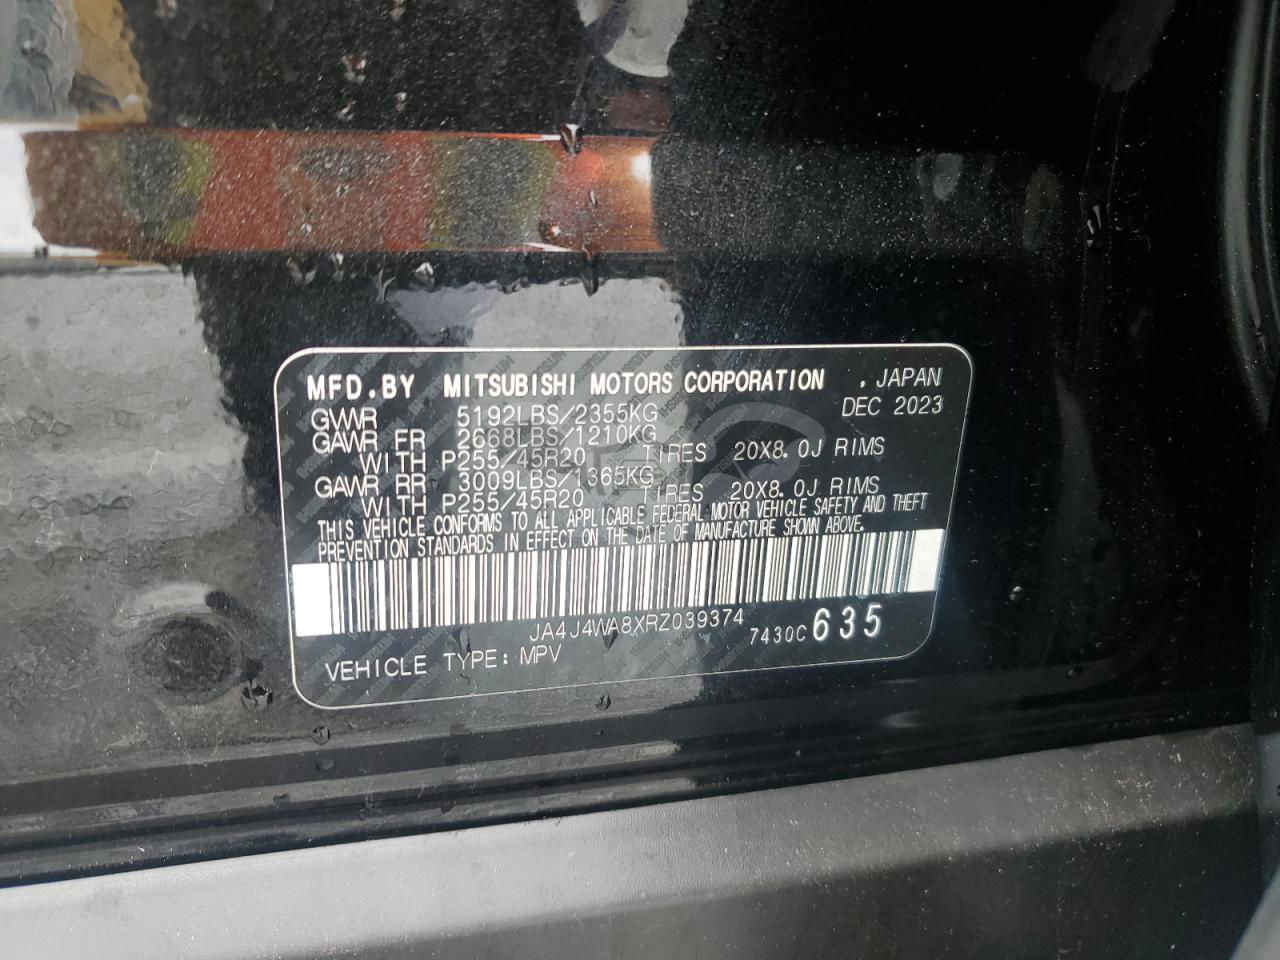 MFD.BY MITSUBISHI MOTORS CORPORATION , JAPAN
GVWR 5192LBS/2355KG DEC 2023
GAWR FR 2668LBS/1210KG
WITH P255/45R20 TIRES 20X8.0J RIMS
GAWR RR 3009LBS/1365KG
WITH P255/45R20 TIRES 20X8.0J RIMS
THIS VEHICLE CONFORMS TO ALL APPLICABLE FEDERAL MOTOR VEHICLE SAFETY AND THEFT
PREVENTION STANDARDS IN EFFECT ON THE DATE OF MANUFACTURE SHOWN ABOVE.
JA4J4WA8XRZ039374
7430C 635
VEHICLE TYPE: MPV